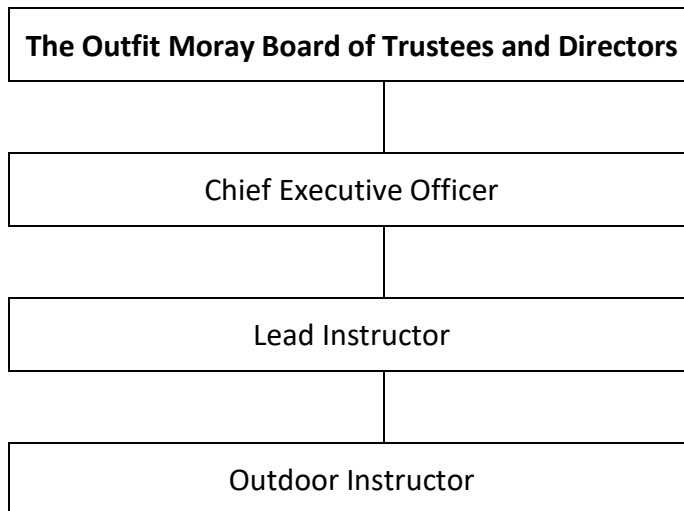 The Outfit Moray Board of Trustees and Directors
Chief Executive Officer
Lead Instructor
Outdoor Instructor